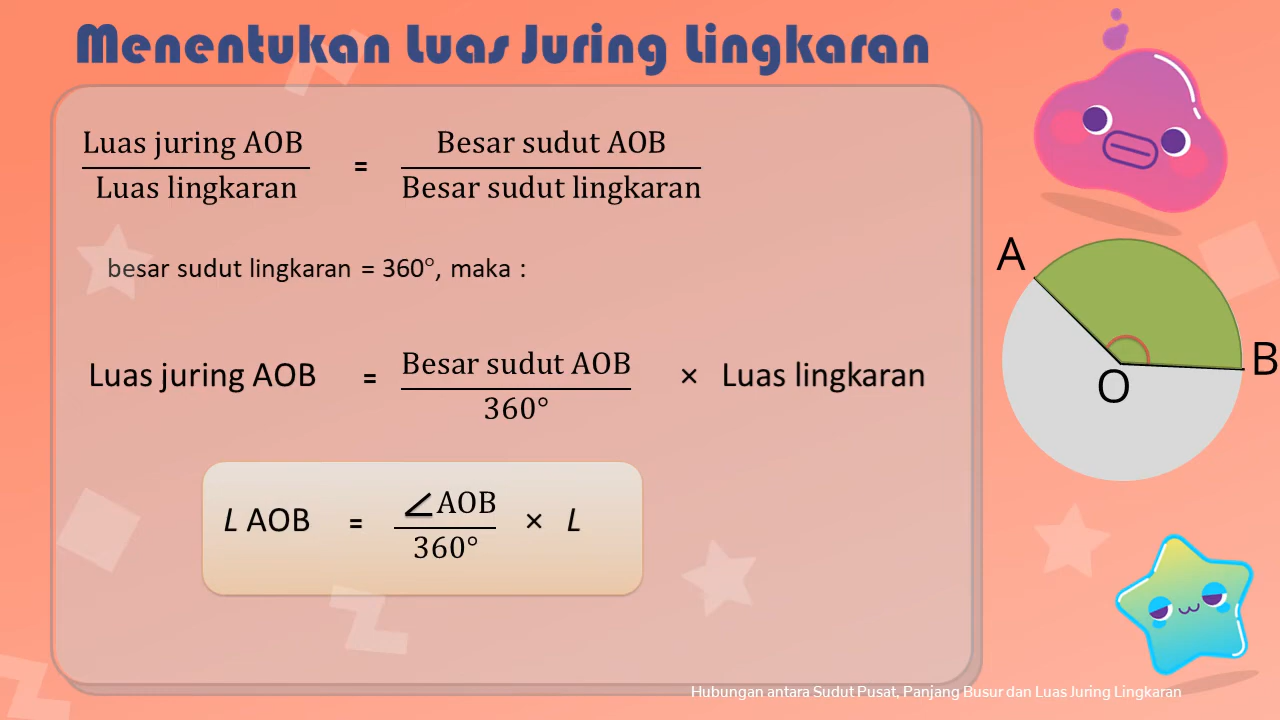 Menentukan Luas Juring Lingkaran
Luas juring AOB / Luas lingkaran = Besar sudut AOB / Besar sudut lingkaran
besar sudut lingkaran = 360°, maka :
Luas juring AOB = Besar sudut AOB / 360° × Luas lingkaran
L AOB = ∠AOB / 360° × L
A
B
O
Hubungan antara Sudut Pusat, Panjang Busur dan Luas Juring Lingkaran